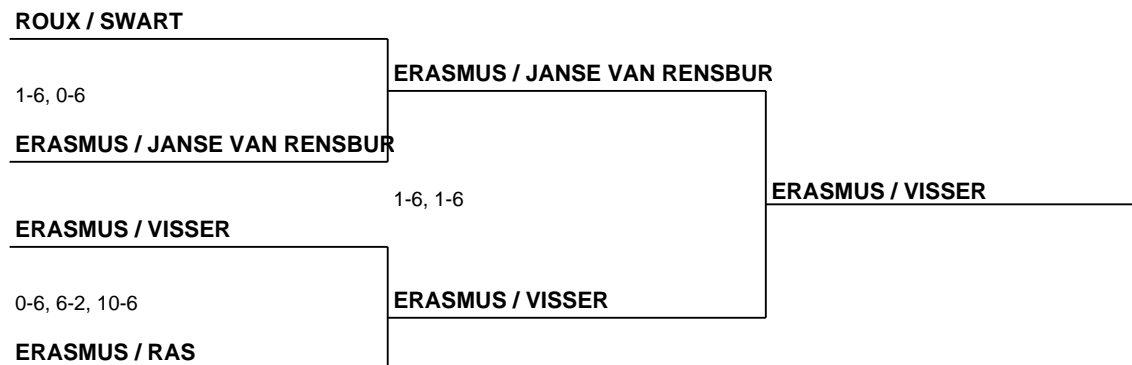 ROUX / SWART
ERASMUS / JANSE VAN RENSBUR
1-6, 0-6
ERASMUS / JANSE VAN RENSBUR
1-6, 1-6
ERASMUS / VISSER
ERASMUS / VISSER
0-6, 6-2, 10-6
ERASMUS / VISSER
ERASMUS / RAS